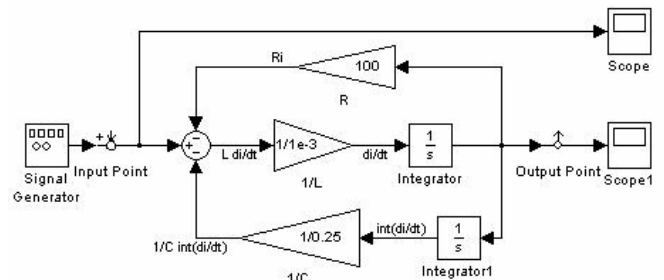 Scope
Ri
100
R
+
-
-
+
L di/dt
1/1e-3
di/dt
1
s
Signal
Generator
Input Point
1/L
Integrator
Output Point
Scope1
1/C int(di/dt)
1/0.25
int(di/dt)
1
s
1/C
Integrator1